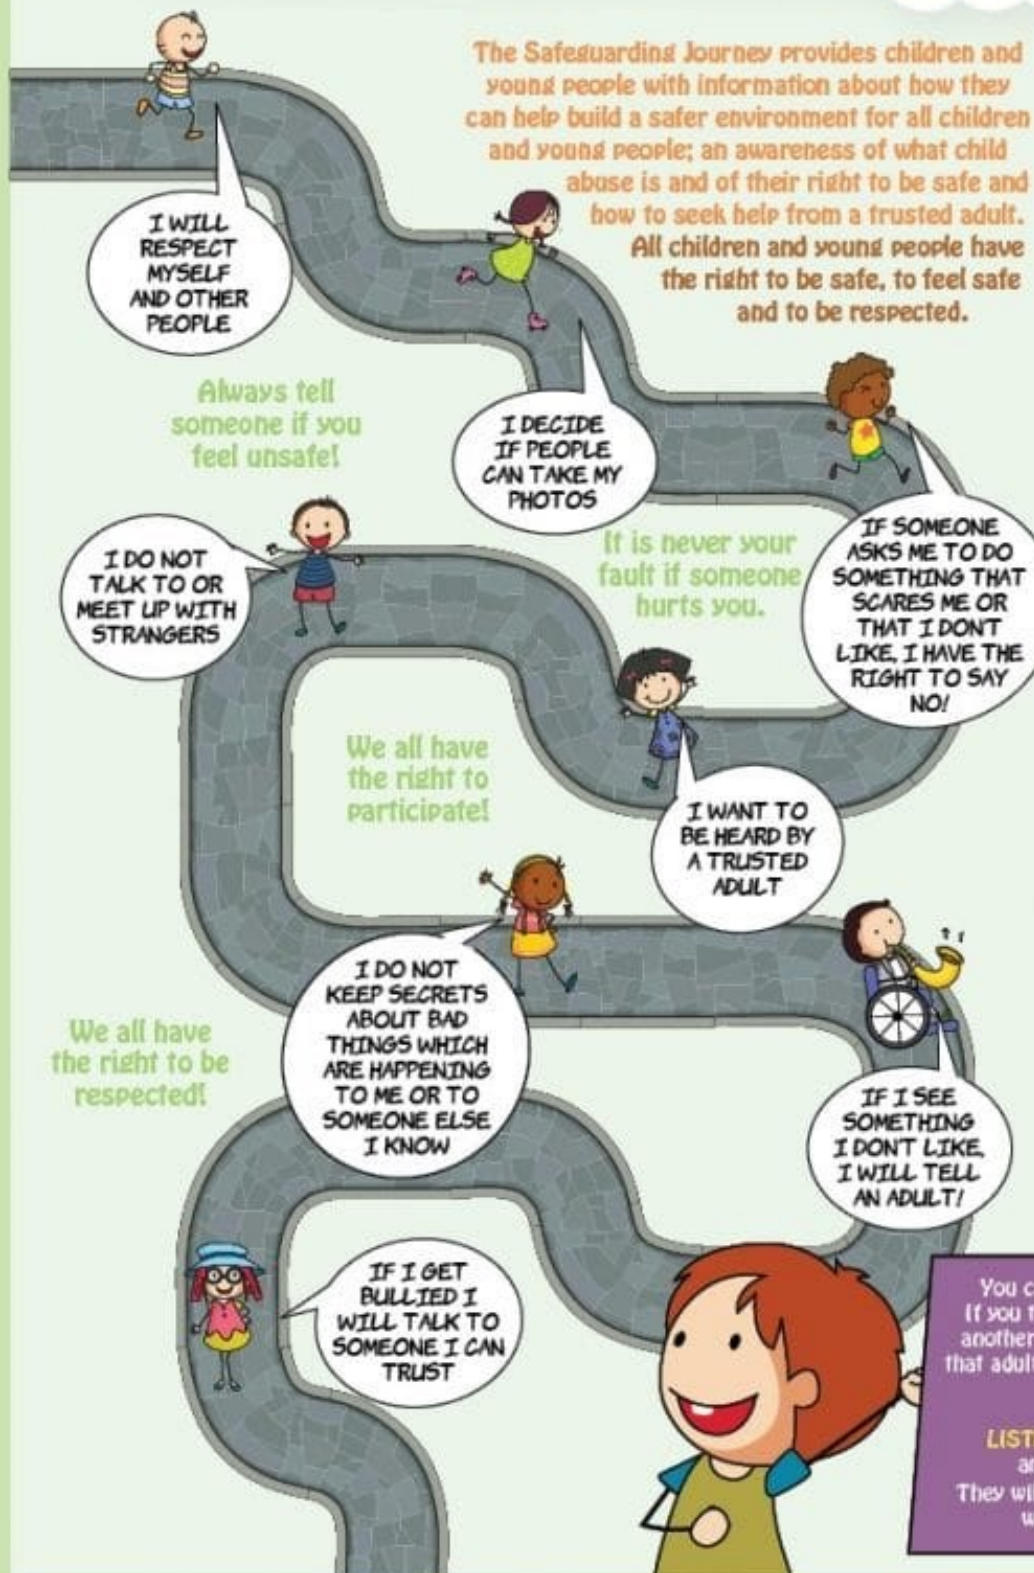 The Safeguarding Journey provides children and
young people with information about how they
can help build a safer environment for all children
and young people; an awareness of what child
abuse is and of their right to be safe and
how to seek help from a trusted adult.
All children and young people have
the right to be safe, to feel safe
and to be respected.
I WILL
RESPECT
MYSELF
AND OTHER
PEOPLE
Always tell
someone if you
feel unsafe!
I DECIDE
IF PEOPLE
CAN TAKE MY
PHOTOS
IF SOMEONE
ASKS ME TO DO
SOMETHING THAT
SCARES ME OR
THAT I DON'T
LIKE, I HAVE THE
RIGHT TO SAY
NO!
It is never your
fault if someone
hurts you.
I DO NOT
TALK TO OR
MEET UP WITH
STRANGERS
We all have
the right to
participate!
I WANT TO
BE HEARD BY
A TRUSTED
ADULT
I DO NOT
KEEP SECRETS
ABOUT BAD
THINGS WHICH
ARE HAPPENING
TO ME OR TO
SOMEONE ELSE
I KNOW
We all have
the right to be
respected!
IF I SEE
SOMETHING
I DON'T LIKE,
I WILL TELL
AN ADULT!
IF I GET
BULLIED I
WILL TALK TO
SOMEONE I CAN
TRUST
You
If you
another
that adult
LIST
They